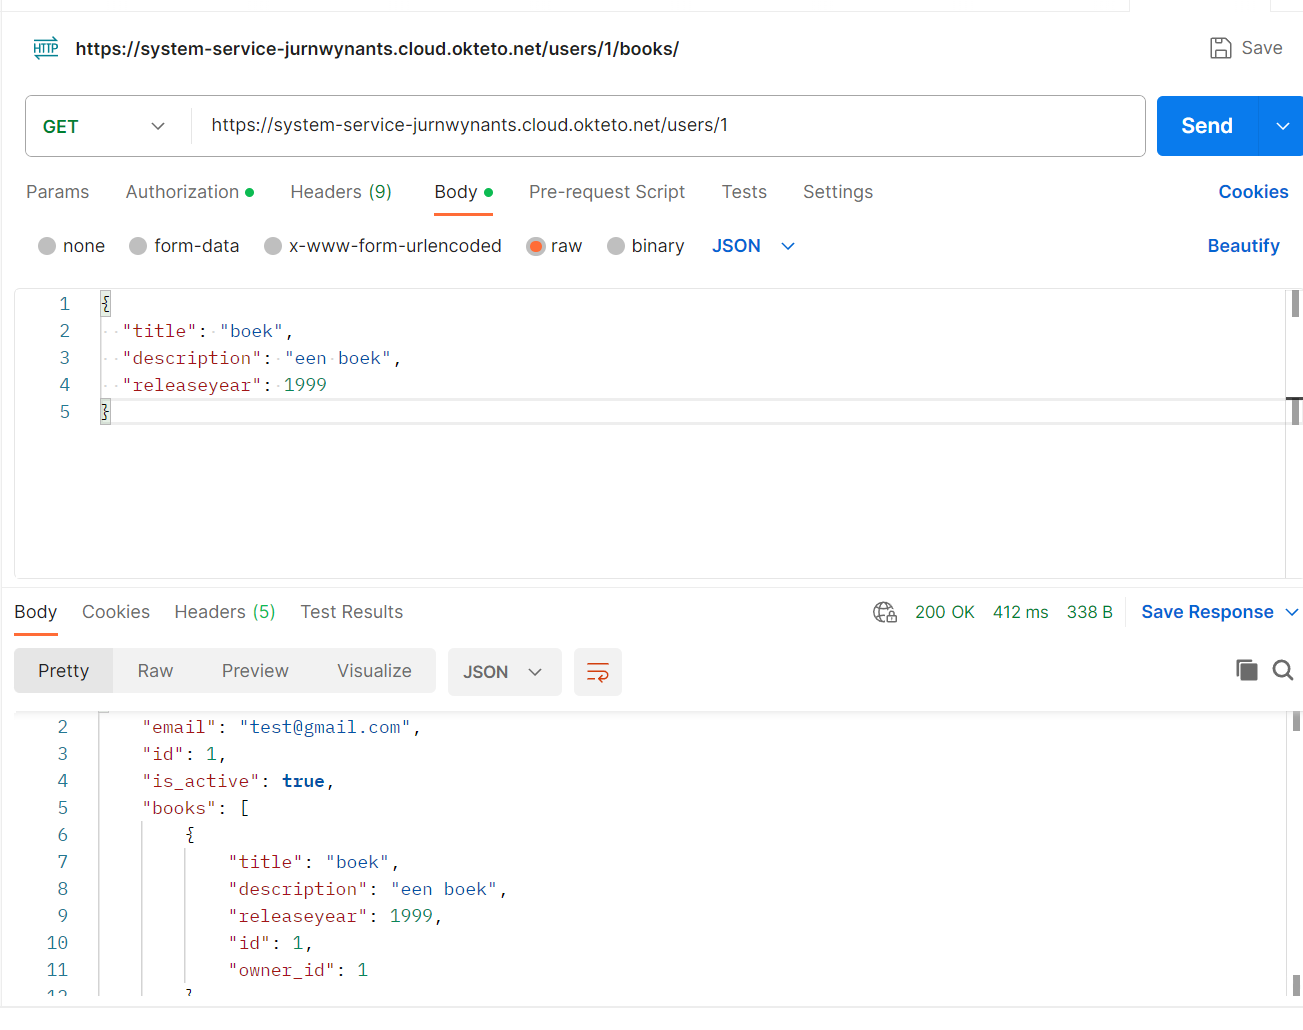 HTTP https://system-service-jurnwynants.cloud.okteto.net/users/1/books/ Save
GET https://system-service-jurnwynants.cloud.okteto.net/users/1 Send
Params Authorization Headers (9) Body Pre-request Script Tests Settings Cookies
none form-data x-www-form-urlencoded raw binary JSON Beautify
1 {
2 "title": "boek",
3 "description": "een boek",
4 "releaseyear": 1999
5 }
Body Cookies Headers (5) Test Results 200 OK 412 ms 338 B Save Response
Pretty Raw Preview Visualize JSON
2 "email": "test@gmail.com",
3 "id": 1,
4 "is_active": true,
5 "books": [
6 {
7 "title": "boek",
8 "description": "een boek",
9 "releaseyear": 1999,
10 "id": 1,
11 "owner_id": 1
12 }